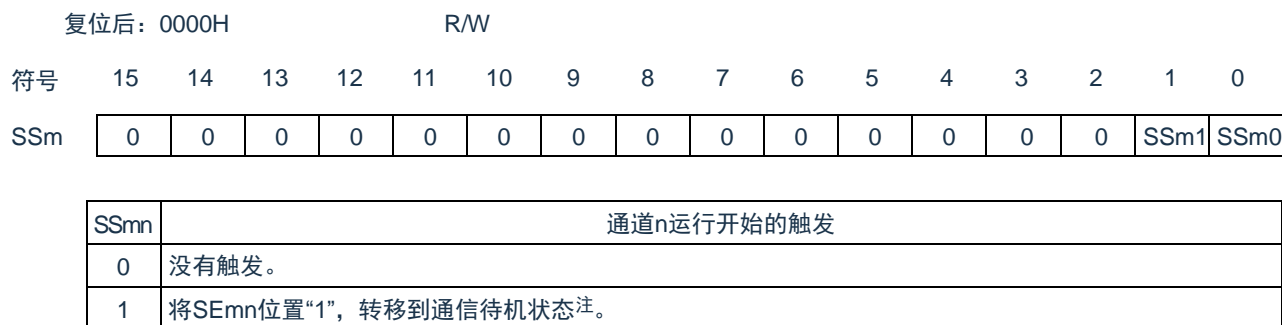 复位后：0000H R/W
符号 15 14 13 12 11 10 9 8 7 6 5 4 3 2 1 0
SSm 0 0 0 0 0 0 0 0 0 0 0 0 0 0 SSm1 SSm0
SSmn 通道n运行开始的触发
0 没有触发。
1 将SEmn位置“1”，转移到通信待机状态注。